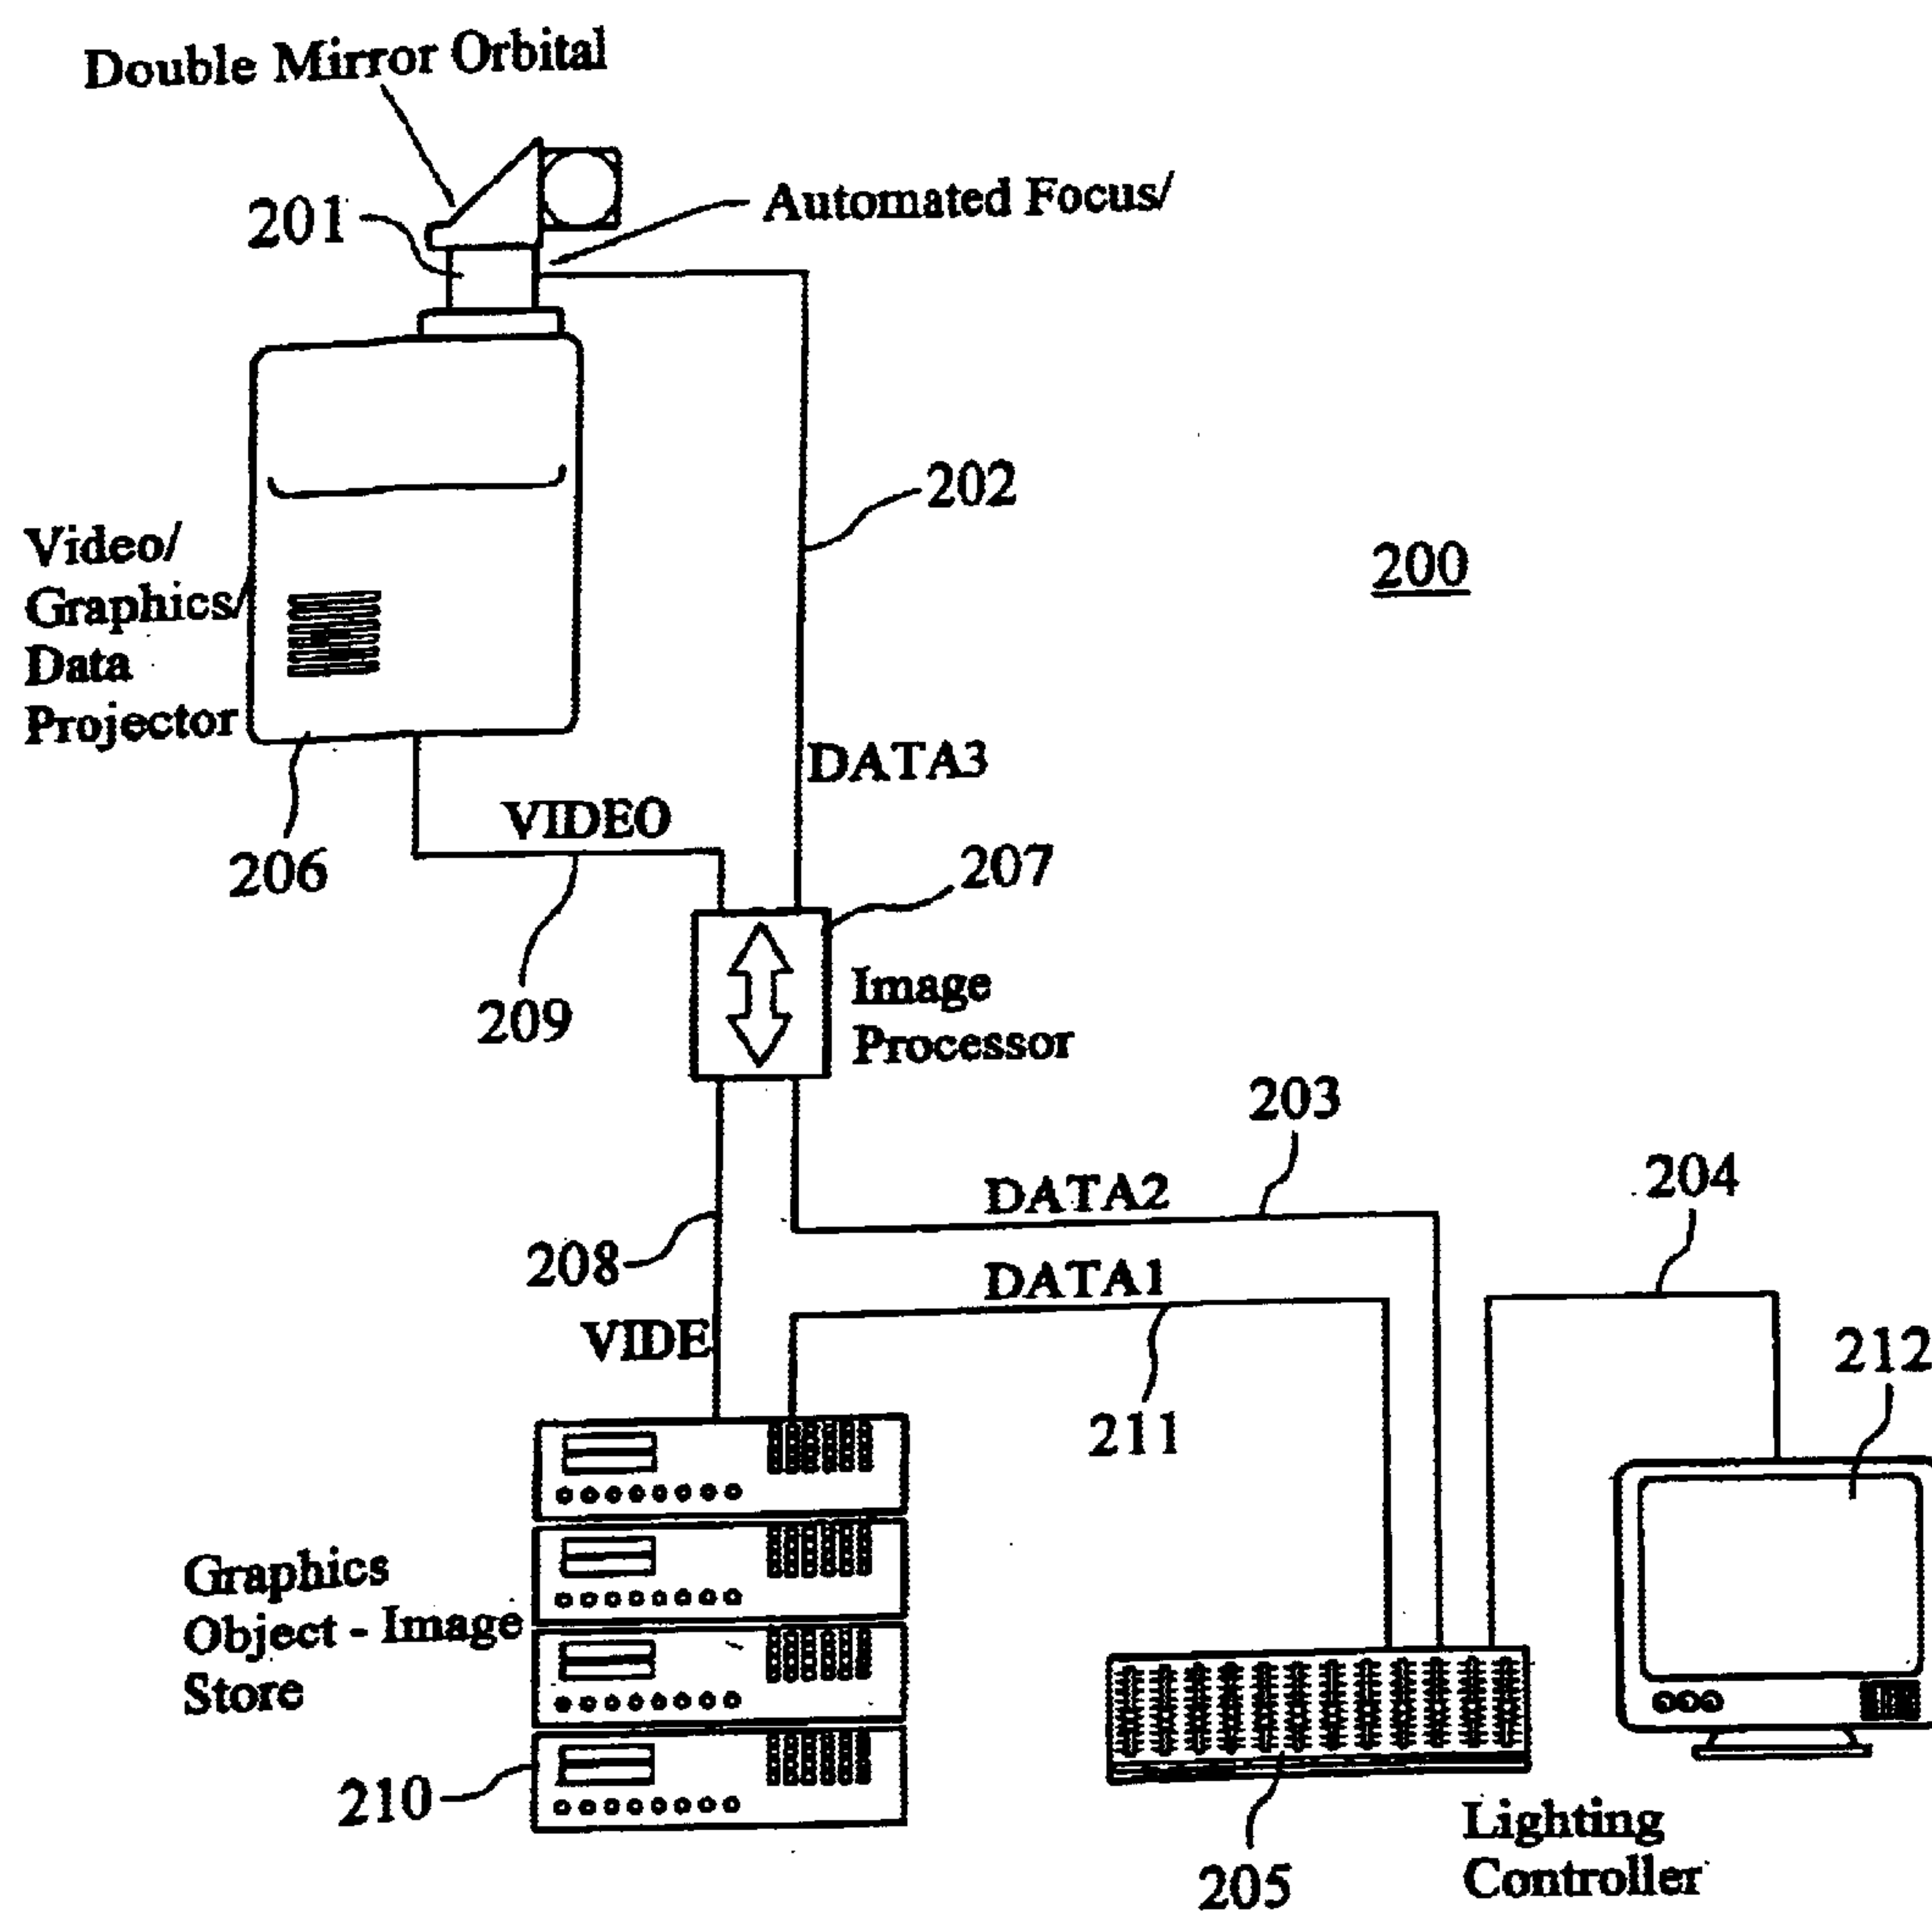 Double Mirror Orbital
201
Automated Focus/
202
200
Video/
Graphics/
Data
Projector
DATA3
VIDEO
206
207
209
Image
Processor
203
DATA2
204
208
DATA1
VIDE
212
211
Graphics
Object - Image
Store
210
205
Lighting
Controller